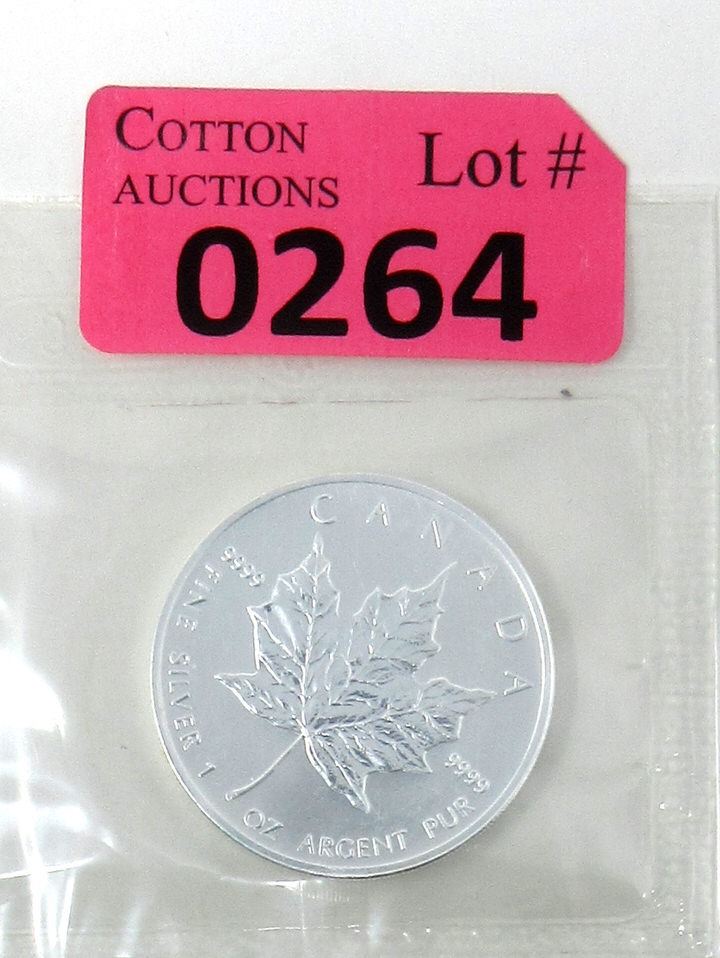 COTTON
AUCTIONS
Lot #
0264
CANADA
9999
FINE SILVER 1 OZ ARGENT PUR
9999